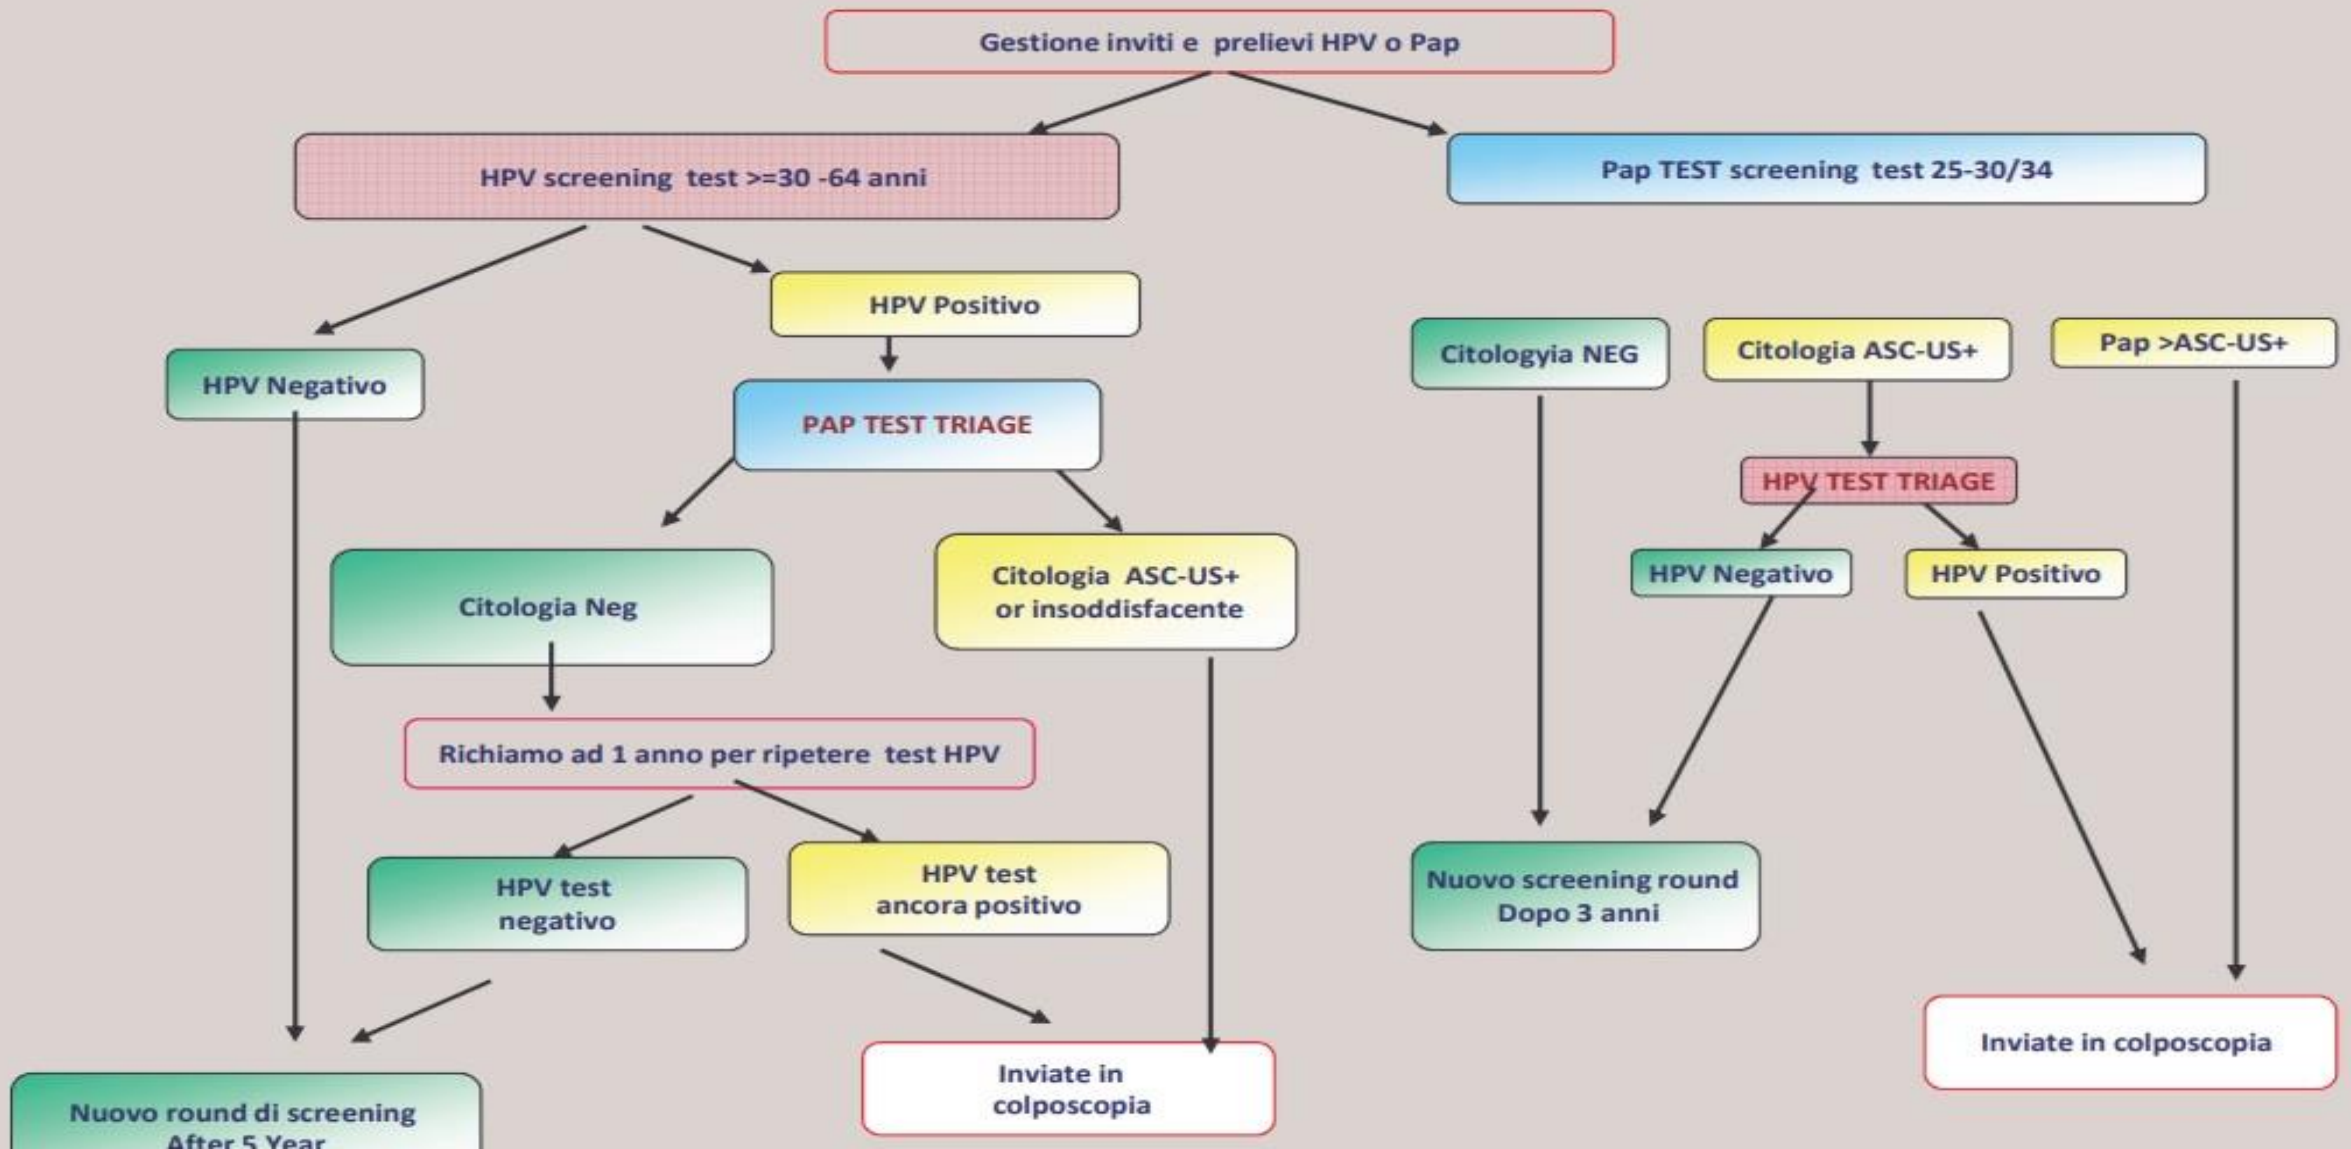 Gestione inviti e prelievi HPV o Pap
HPV screening test >=30 -64 anni
Pap TEST screening test 25-30/34
HPV Positivo
HPV Negativo
PAP TEST TRIAGE
Citologia Neg
Citologia ASC-US+
or insoddisfacente
Richiamo ad 1 anno per ripetere test HPV
HPV test
negativo
HPV test
ancora positivo
Inviate in
colposcopia
Nuovo round di screening
After 5 Year
Citologyia NEG
Citologia ASC-US+
Pap >ASC-US+
HPV TEST TRIAGE
HPV Negativo
HPV Positivo
Nuovo screening round
Dopo 3 anni
Inviate in colposcopia